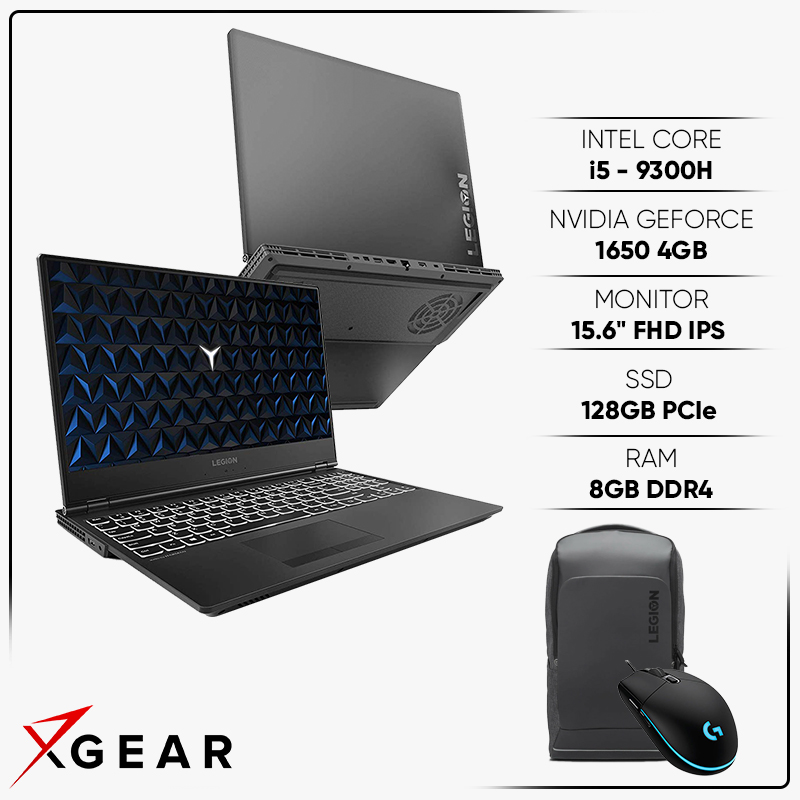 LEGION
LEGION
INTEL CORE
i5 - 9300H
NVIDIA GEFORCE
1650 4GB
MONITOR
15.6" FHD IPS
SSD
128GB PCIe
RAM
8GB DDR4
LEGION
G
XGEAR